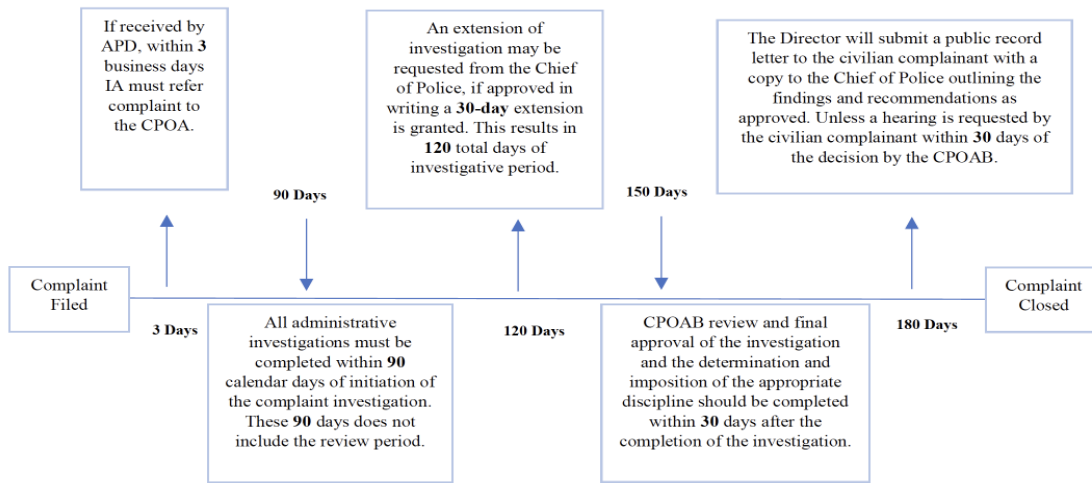 If received by
APD, within 3
business days
IA must refer
complaint to
the CPOA.
An extension of
investigation may be
requested from the Chief
of Police, if approved in
writing a 30-day extension
is granted. This results in
120 total days of
investigative period.
The Director will submit a public record
letter to the civilian complainant with a
copy to the Chief of Police outlining the
findings and recommendations as
approved. Unless a hearing is requested by
the civilian complainant within 30 days of
the decision by the CPOAB.
90 Days
150 Days
Complaint
Filed
Complaint
Closed
3 Days
120 Days
180 Days
All administrative
investigations must be
completed within 90
calendar days of initiation of
the complaint investigation.
These 90 days does not
include the review period.
CPOAB review and final
approval of the investigation
and the determination and
imposition of the appropriate
discipline should be completed
within 30 days after the
completion of the investigation.